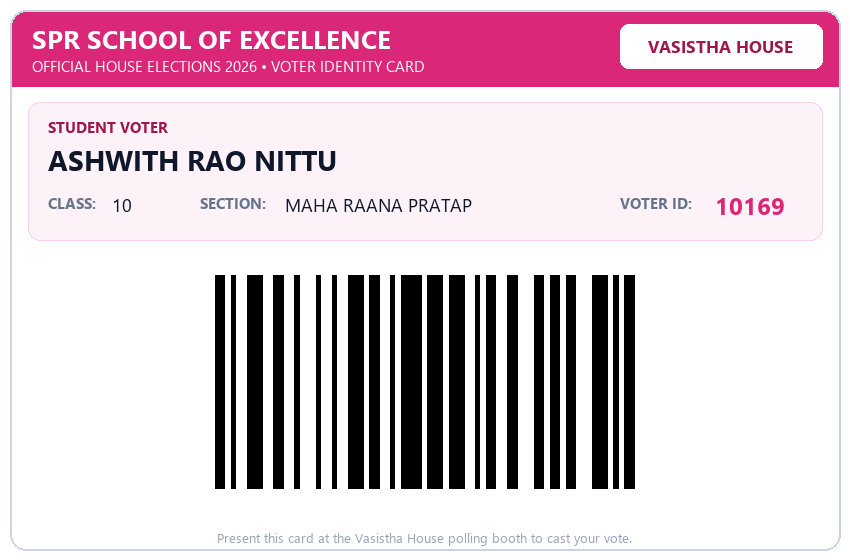 SPR SCHOOL OF EXCELLENCE
OFFICIAL HOUSE ELECTIONS 2026 • VOTER IDENTITY CARD
VASISTHA HOUSE
STUDENT VOTER
ASHWITH RAO NITTU
CLASS: 10 SECTION: MAHA RAANA PRATAP VOTER ID: 10169
Present this card at the Vasistha House polling booth to cast your vote.